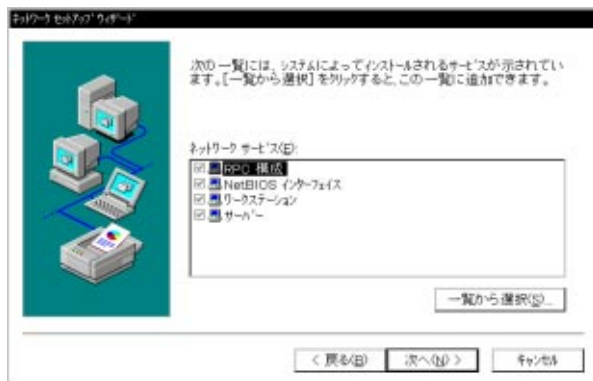 ネットワーク セットアップ ウィザード
次の一覧には、システムによってインストールされるサービスが示されてい
ます。[一覧から選択] をクリックすると、この一覧に追加できます。
ネットワーク サービス(E):
RPC 構成
NetBIOS インターフェイス
ワークステーション
サーバー
一覧から選択(S)...
< 戻る(B)
次へ(N) >
キャンセル